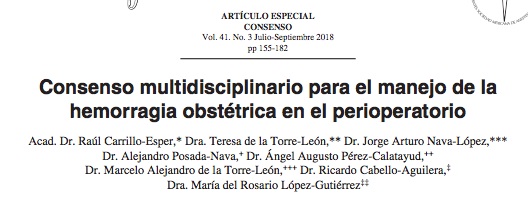 ARTÍCULO ESPECIAL
CONSENSO
Vol. 41. No. 3 Julio-Septiembre 2018
pp 155-182
Consenso multidisciplinario para el manejo de la
hemorragia obstétrica en el perioperatorio
Acad. Dr. Raúl Carrillo-Esper,* Dra. Teresa de la Torre-León,** Dr. Jorge Arturo Nava-López,***
Dr. Alejandro Posada-Nava,⁺ Dr. Ángel Augusto Pérez-Calatayud,⁺⁺
Dr. Marcelo Alejandro de la Torre-León,⁺⁺⁺ Dr. Ricardo Cabello-Aguilera,‡
Dra. María del Rosario López-Gutiérrez‡‡